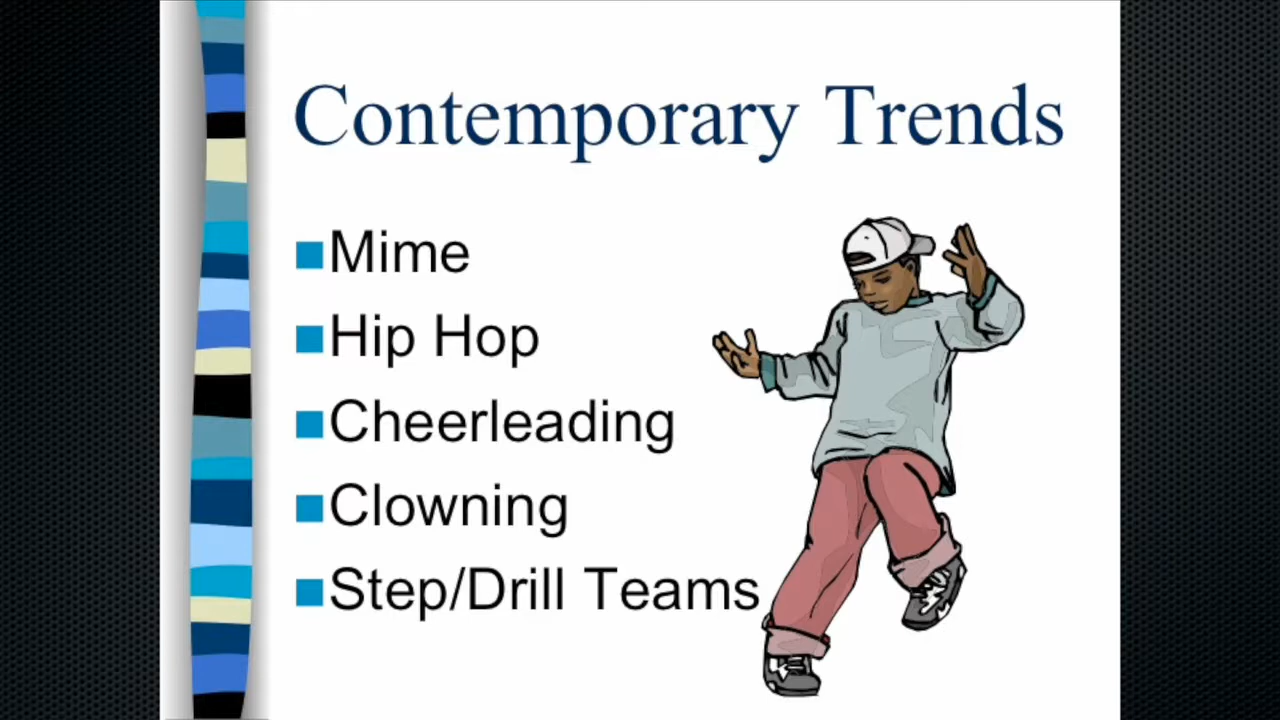 Contemporary Trends
Mime
Hip Hop
Cheerleading
Clowning
Step/Drill Teams